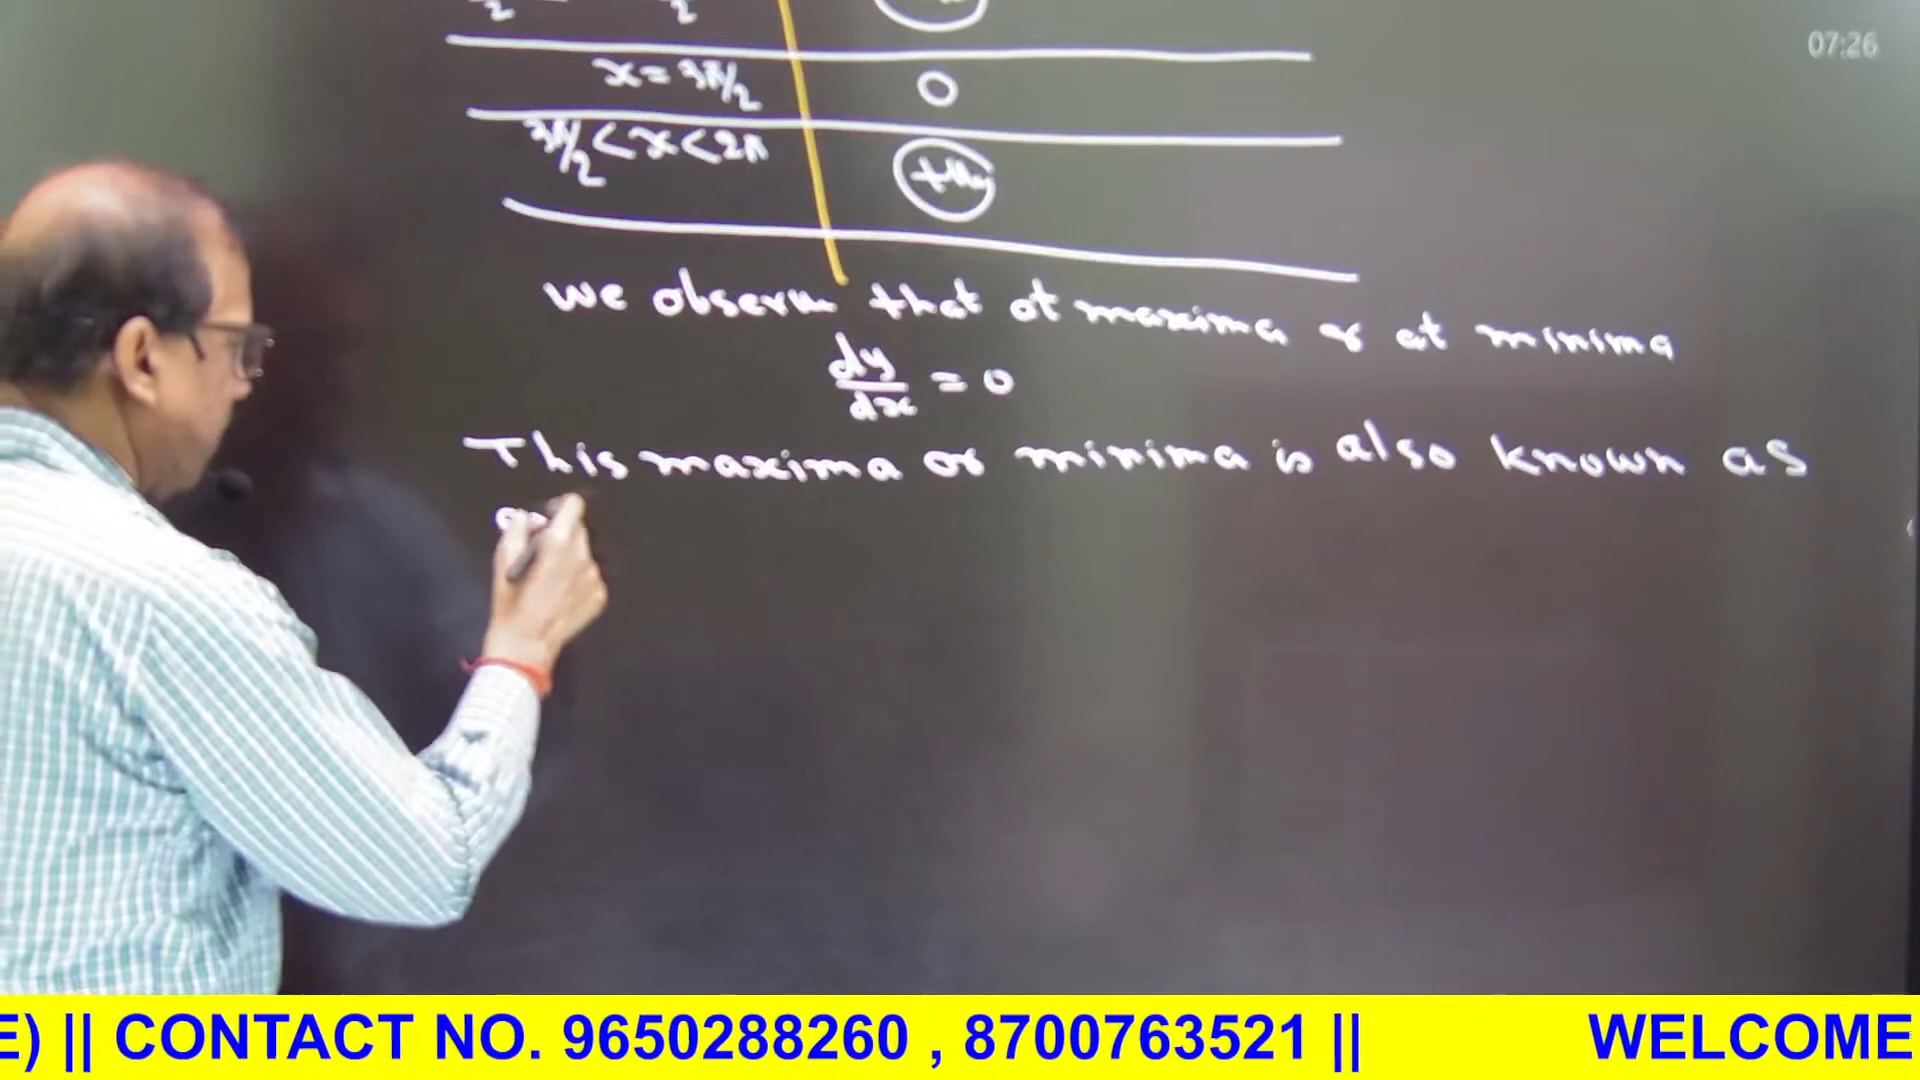 07:26
x = 3π/2 0
3π/2 < x < 2π +ve
we observe that at maxima or at minima
dy/dx = 0
This maxima or minima is also known as
E) || CONTACT NO. 9650288260 , 8700763521 || WELCOME